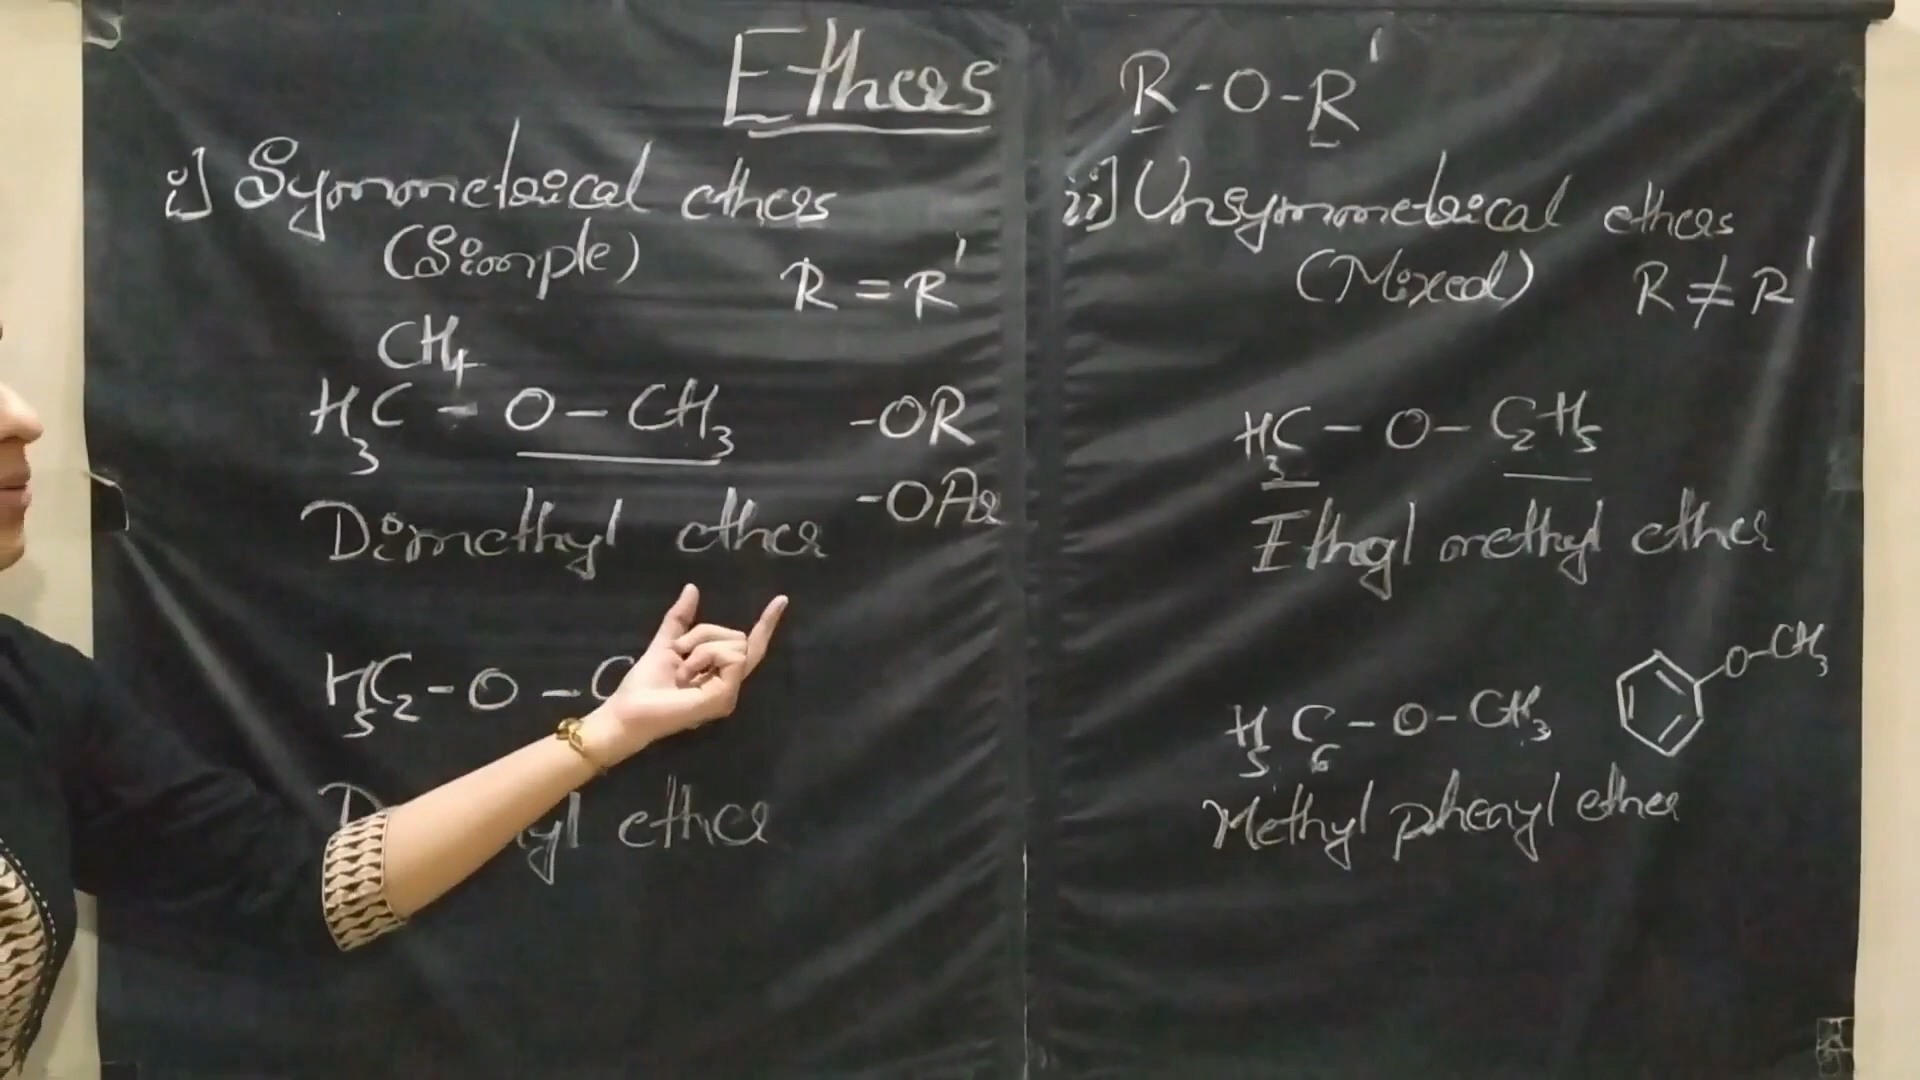 Ethers R-O-R'
i] Symmetrical ethers
(Simple) R = R'
CH4
H3C - O - CH3 -OR
-OAr
Dimethyl ether
H5C2 - O - C
yl ether
ii] Unsymmetrical ethers
(Mixed) R ≠ R'
H3C - O - C2H5
Ethyl methyl ether
O-CH3
H5C6 - O - CH3
Methyl phenyl ether